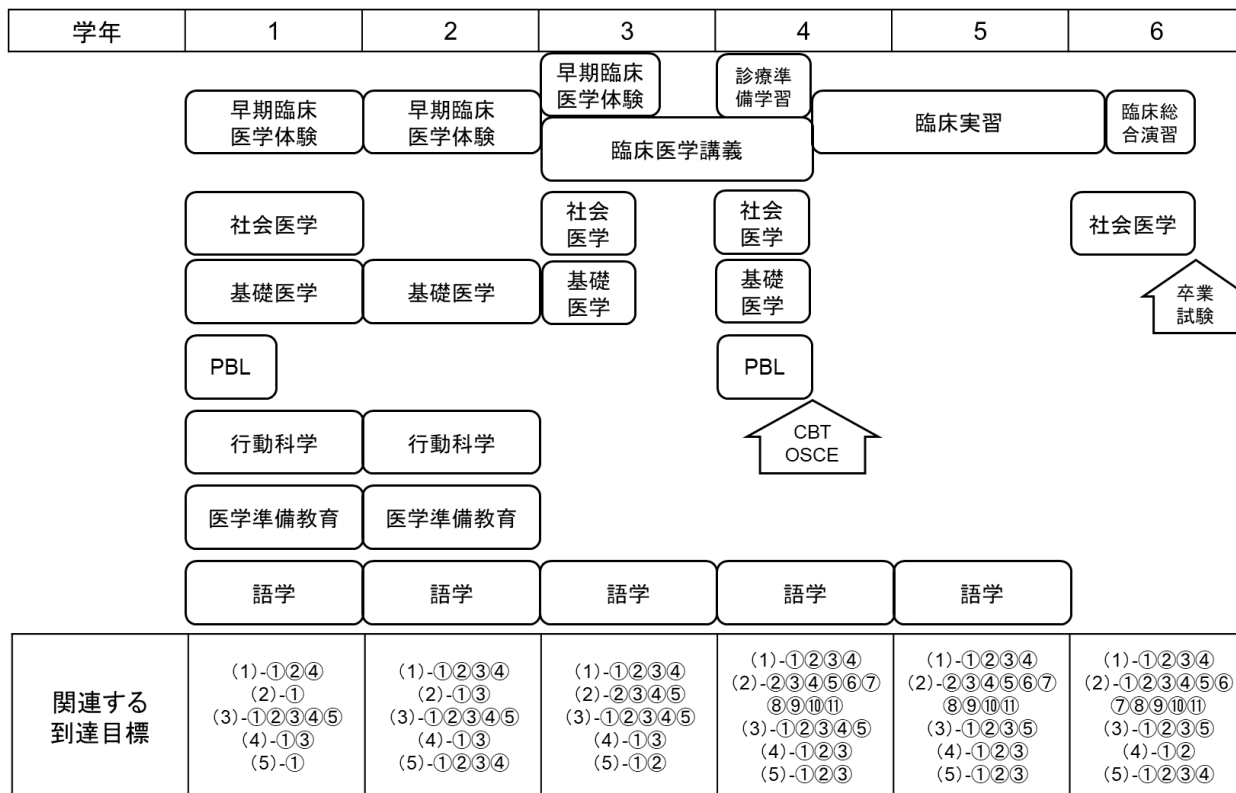 学年 1 2 3 4 5 6
早期臨床
医学体験
早期臨床
医学体験
早期臨床
医学体験
診療準
備学習
臨床医学講義
臨床実習
臨床総
合演習
社会医学
社会
医学
社会
医学
社会医学
基礎医学
基礎医学
基礎
医学
基礎
医学
卒業
試験
PBL
PBL
CBT
OSCE
行動科学
行動科学
医学準備教育
医学準備教育
語学
語学
語学
語学
語学
関連する
到達目標
(1)-①②④
(2)-①
(3)-①②③④⑤
(4)-①③
(5)-①
(1)-①②③④
(2)-①③
(3)-①②③④⑤
(4)-①③
(5)-①②③④
(1)-①②③④
(2)-②③④⑤
(3)-①②③④⑤
(4)-①③
(5)-①②
(1)-①②③④
(2)-②③④⑤⑥⑦
⑧⑨⑩⑪
(3)-①②③④⑤
(4)-①②③
(5)-①②③
(1)-①②③④
(2)-②③④⑤⑥⑦
⑧⑨⑩⑪
(3)-①②③⑤
(4)-①②③
(5)-①②③
(1)-①②③④
(2)-①②③④⑤⑥
⑦⑧⑨⑩⑪
(3)-①②③⑤
(4)-①②
(5)-①②③④